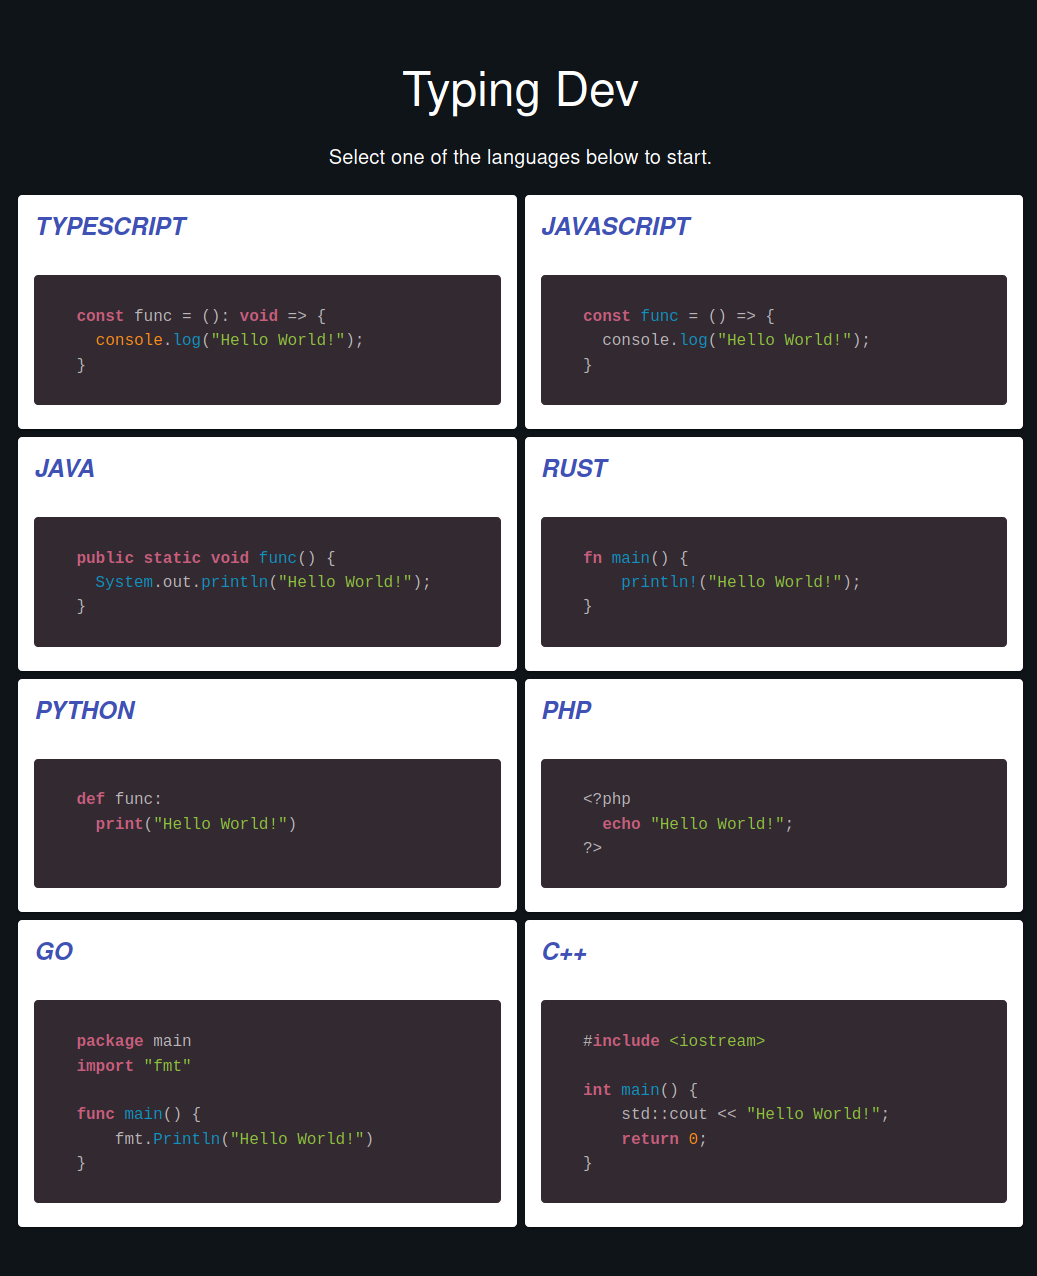 Typing Dev
Select one of the languages below to start.
TYPESCRIPT
const func = (): void => {
  console.log("Hello World!");
}
JAVASCRIPT
const func = () => {
  console.log("Hello World!");
}
JAVA
public static void func() {
  System.out.println("Hello World!");
}
RUST
fn main() {
    println!("Hello World!");
}
PYTHON
def func:
  print("Hello World!")
PHP
<?php
  echo "Hello World!";
?>
GO
package main
import "fmt"

func main() {
    fmt.Println("Hello World!")
}
C++
#include <iostream>

int main() {
    std::cout << "Hello World!";
    return 0;
}